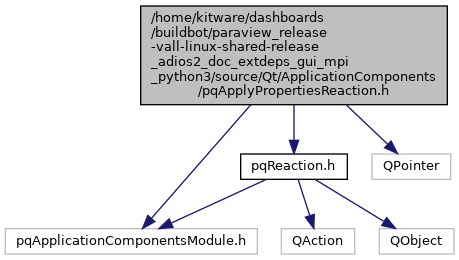 /home/kitware/dashboards
/buildbot/paraview_release
-vall-linux-shared-release
_adios2_doc_extdeps_gui_mpi
_python3/source/Qt/ApplicationComponents
/pqApplyPropertiesReaction.h
pqReaction.h
QPointer
pqApplicationComponentsModule.h
QAction
QObject